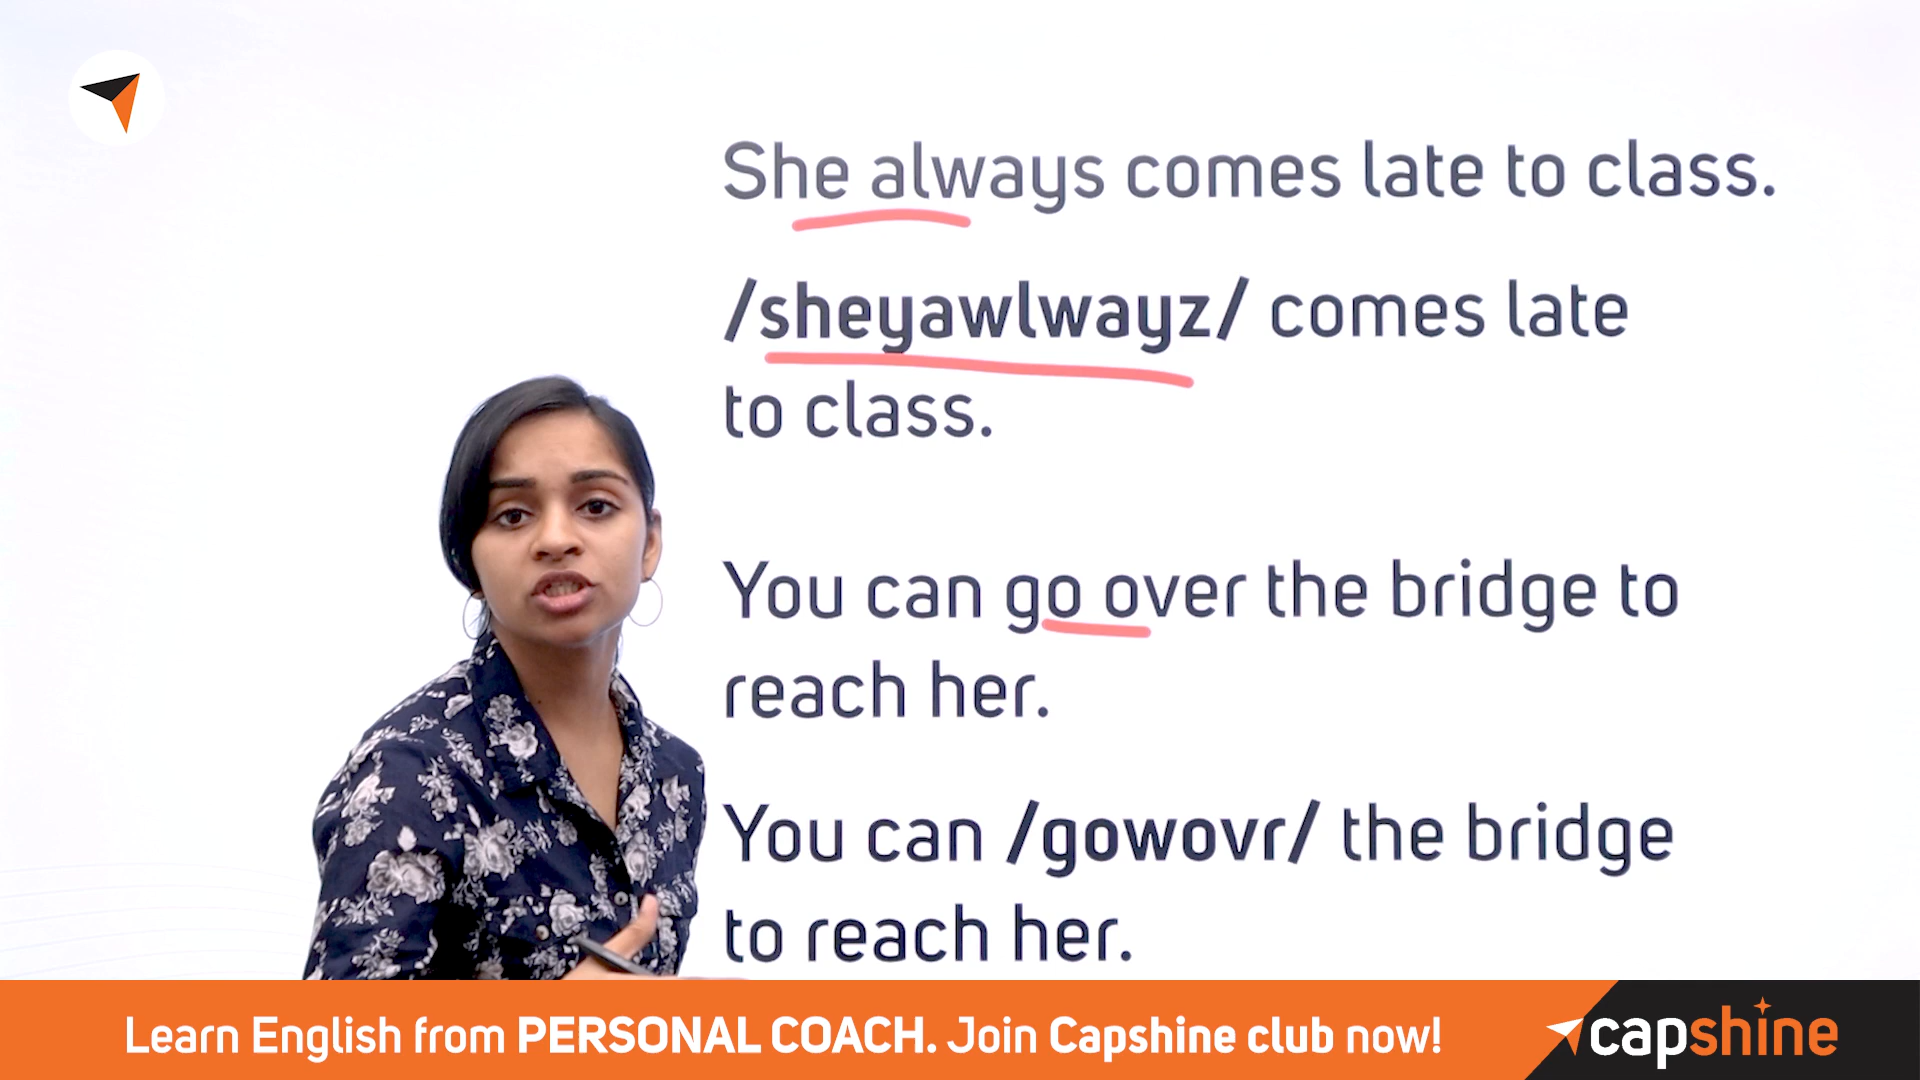 She always comes late to class.
/sheyawlwayz/ comes late
to class.
You can go over the bridge to
reach her.
You can /gowovr/ the bridge
to reach her.
Learn English from PERSONAL COACH. Join Capshine club now!
capshine